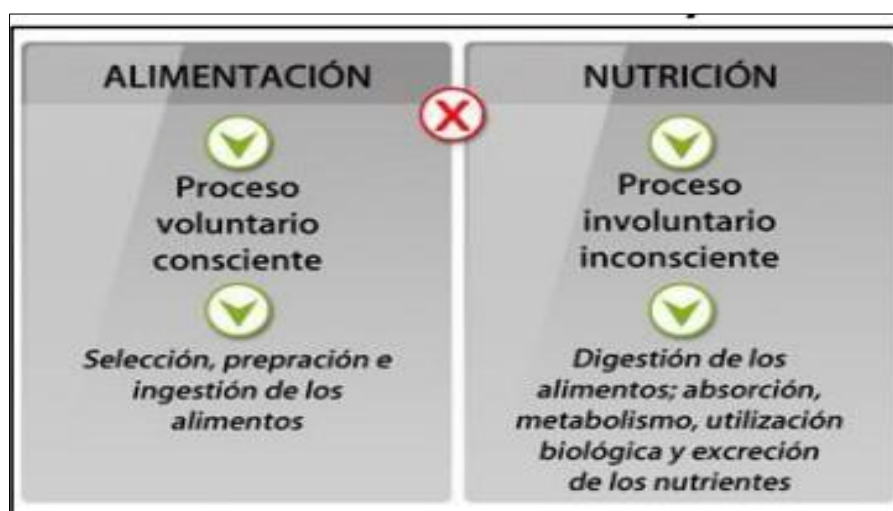 ALIMENTACIÓN
Proceso
voluntario
consciente
Selección, prepración e
ingestión de los
alimentos
NUTRICIÓN
Proceso
involuntario
inconsciente
Digestión de los
alimentos; absorción,
metabolismo, utilización
biológica y excreción
de los nutrientes